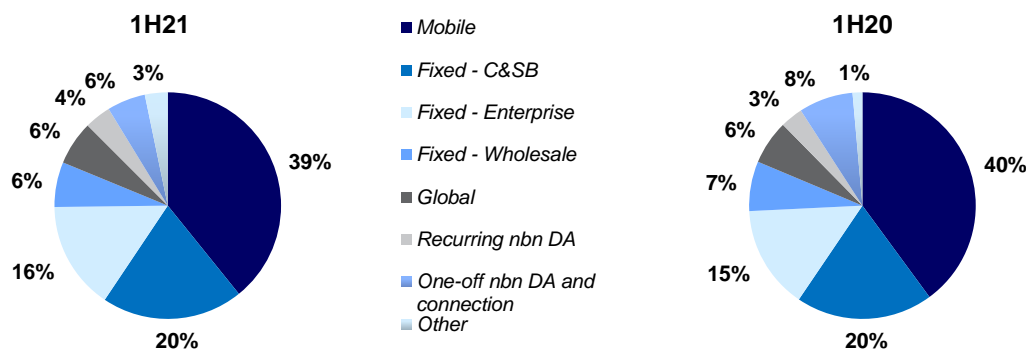 1H21
39%
20%
16%
6%
6%
4%
6%
3%
Mobile
Fixed - C&SB
Fixed - Enterprise
Fixed - Wholesale
Global
Recurring nbn DA
One-off nbn DA and
connection
Other
1H20
40%
20%
15%
7%
6%
3%
8%
1%